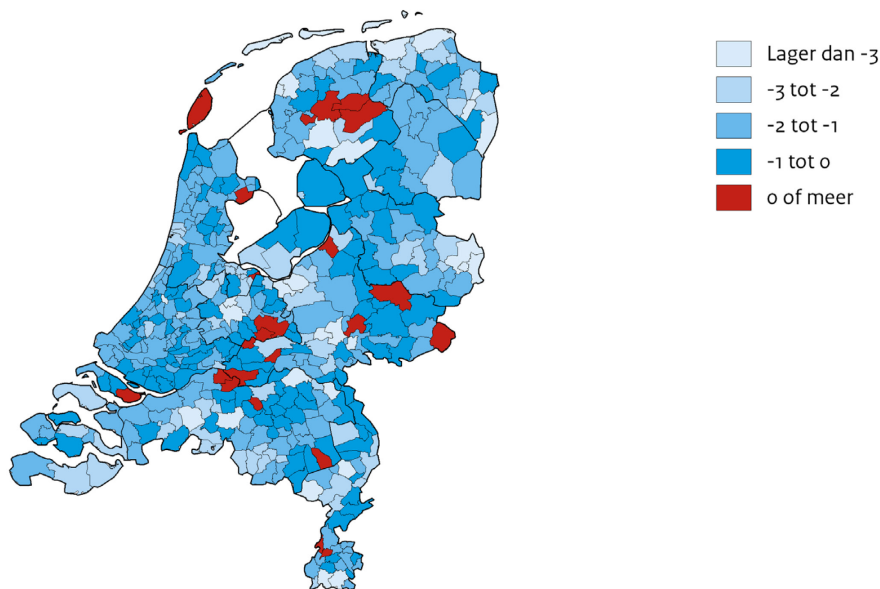 Lager dan -3
-3 tot -2
-2 tot -1
-1 tot 0
0 of meer